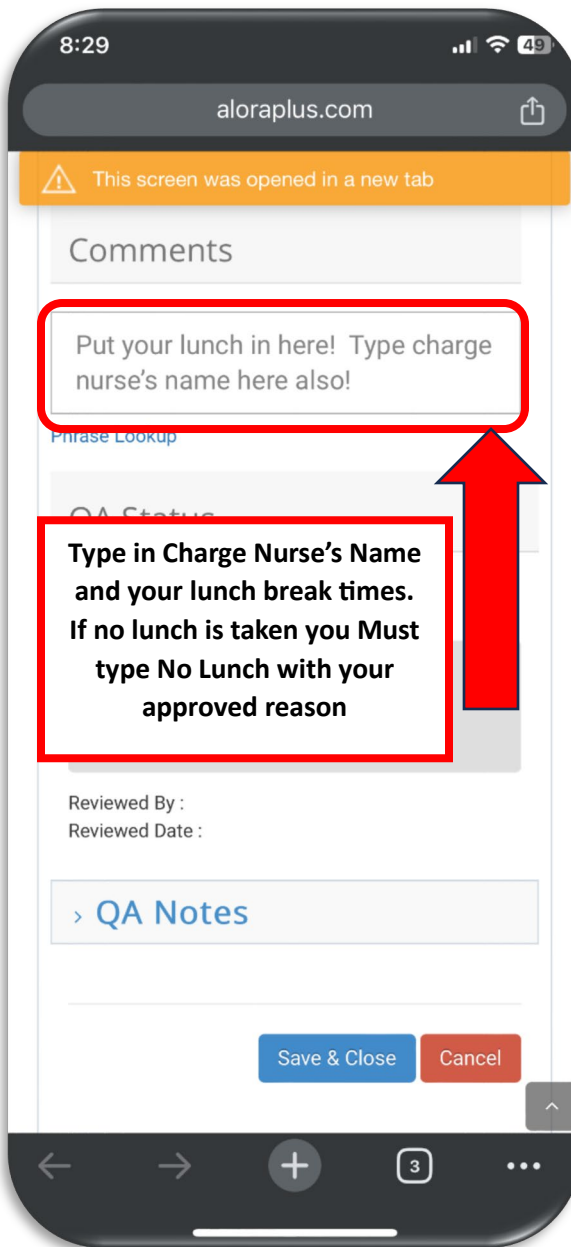 8:29
49
aloraplus.com
This screen was opened in a new tab
Comments
Put your lunch in here!  Type charge
nurse's name here also!
Phrase Lookup
QA Status
Type in Charge Nurse's Name
and your lunch break times.
If no lunch is taken you Must
type No Lunch with your
approved reason
Reviewed By :
Reviewed Date :
› QA Notes
Save & Close
Cancel
3